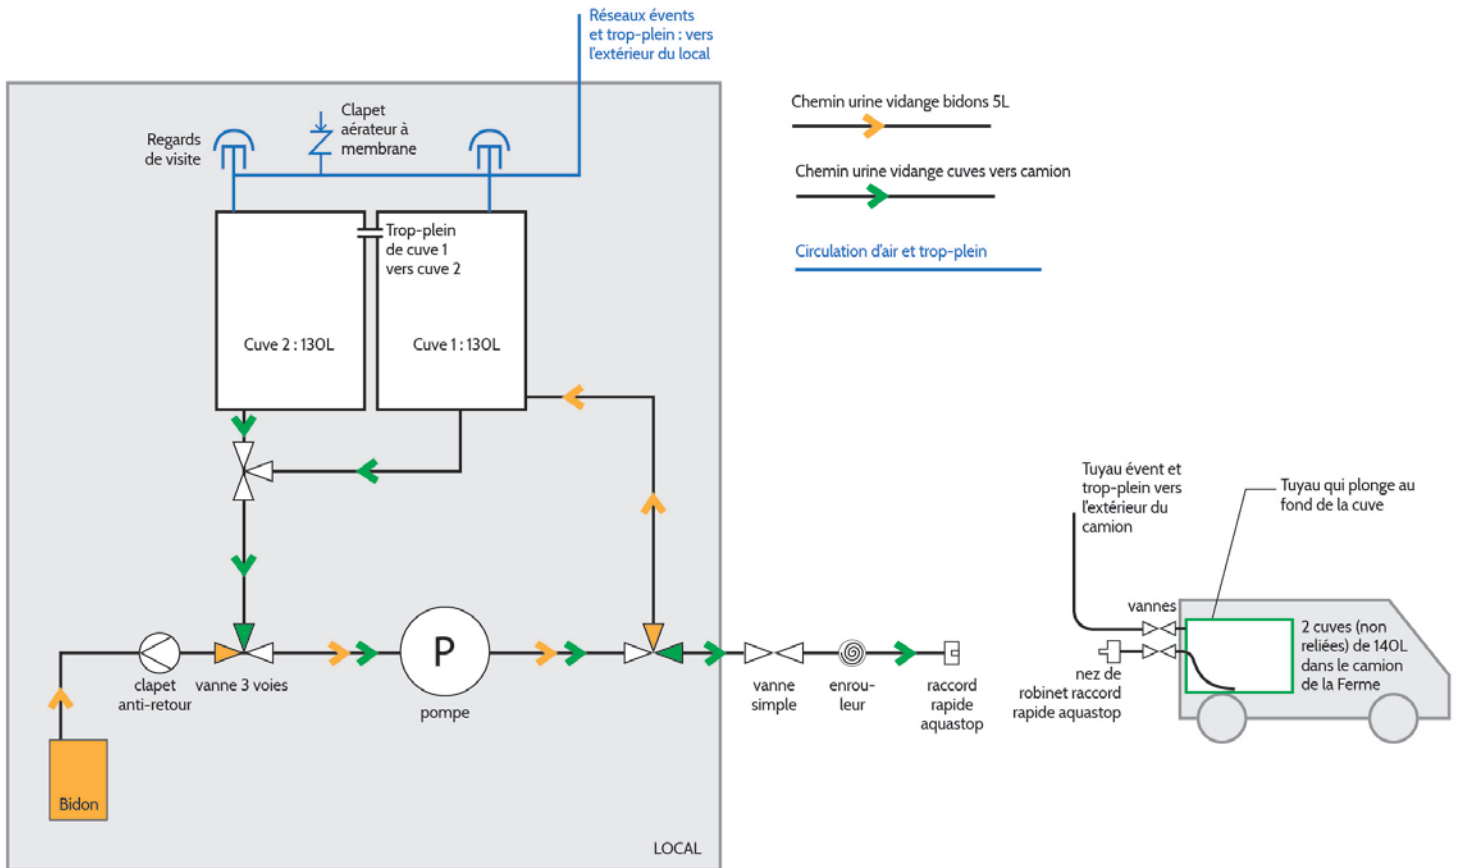 Réseaux évents
et trop-plein : vers
l'extérieur du local
Clapet
aérateur à
membrane
Regards
de visite
Chemin urine vidange bidons 5L
Chemin urine vidange cuves vers camion
Circulation d'air et trop-plein
Trop-plein
de cuve 1
vers cuve 2
Cuve 2 : 130L
Cuve 1 : 130L
Tuyau évent et
trop-plein vers
l'extérieur du
camion
Tuyau qui plonge au
fond de la cuve
vannes
2 cuves (non
reliées) de 140L
dans le camion
de la Ferme
nez de
robinet raccord
rapide aquastop
clapet
anti-retour
vanne 3 voies
P
pompe
vanne
simple
enrou-
leur
raccord
rapide
aquastop
Bidon
LOCAL